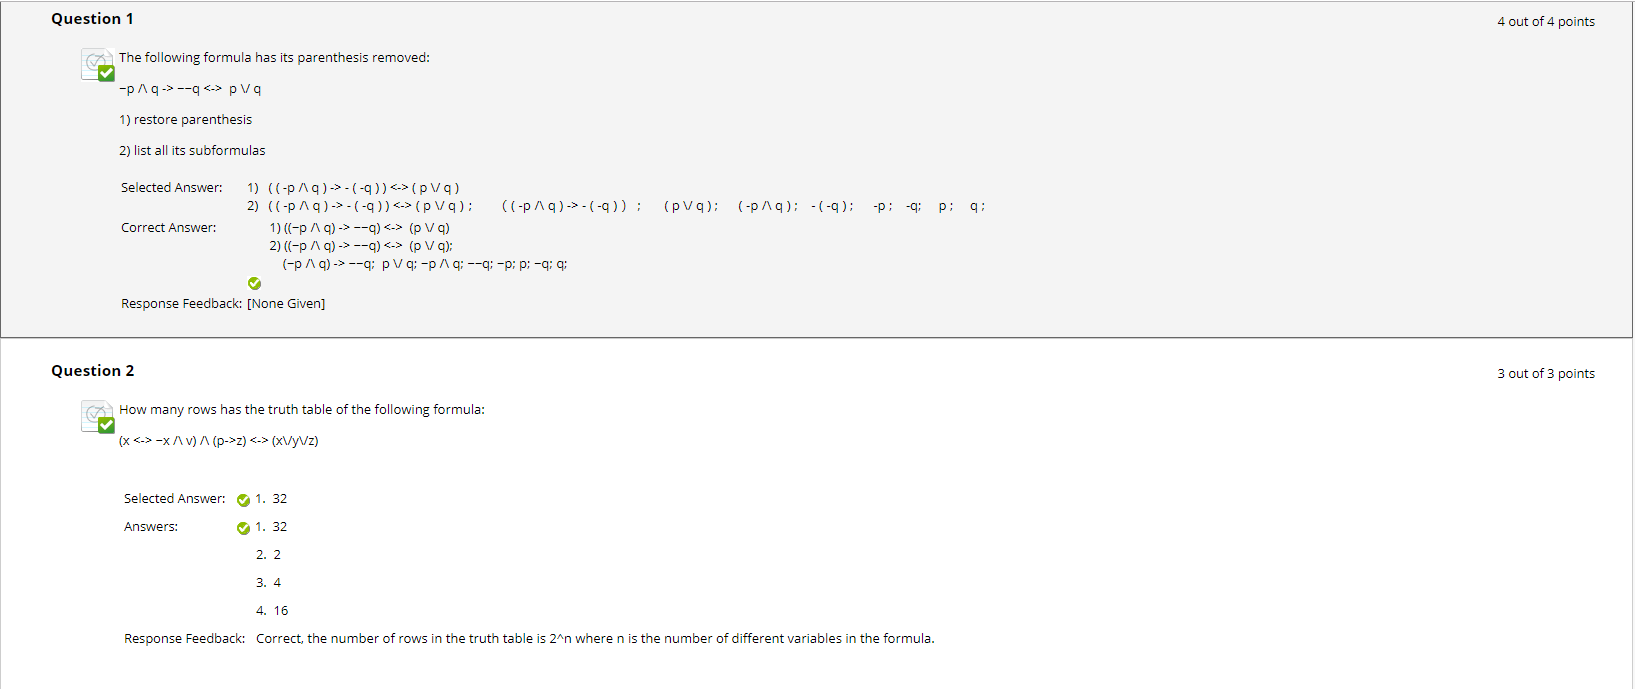 Question 1
4 out of 4 points
The following formula has its parenthesis removed:
−p /\ q -> −−q <-> p \/ q
1) restore parenthesis
2) list all its subformulas
Selected Answer: 1) ( ( -p /\ q ) -> - ( -q ) ) <-> ( p \/ q )
2) ( ( -p /\ q ) -> - ( -q ) ) <-> ( p \/ q ) ; ( ( -p /\ q ) -> - ( -q ) ) ; ( p \/ q ) ; ( -p /\ q ) ; - ( -q ) ; -p ; -q; p ; q ;
Correct Answer: 1) ((−p /\ q) -> −−q) <-> (p \/ q)
2) ((−p /\ q) -> −−q) <-> (p \/ q);
(−p /\ q) -> −−q; p \/ q; −p /\ q; −−q; −p; p; −q; q;
Response Feedback: [None Given]
Question 2
3 out of 3 points
How many rows has the truth table of the following formula:
(x <-> −x /\ v) /\ (p->z) <-> (x\/y\/z)
Selected Answer: 1. 32
Answers: 1. 32
2. 2
3. 4
4. 16
Response Feedback: Correct, the number of rows in the truth table is 2^n where n is the number of different variables in the formula.